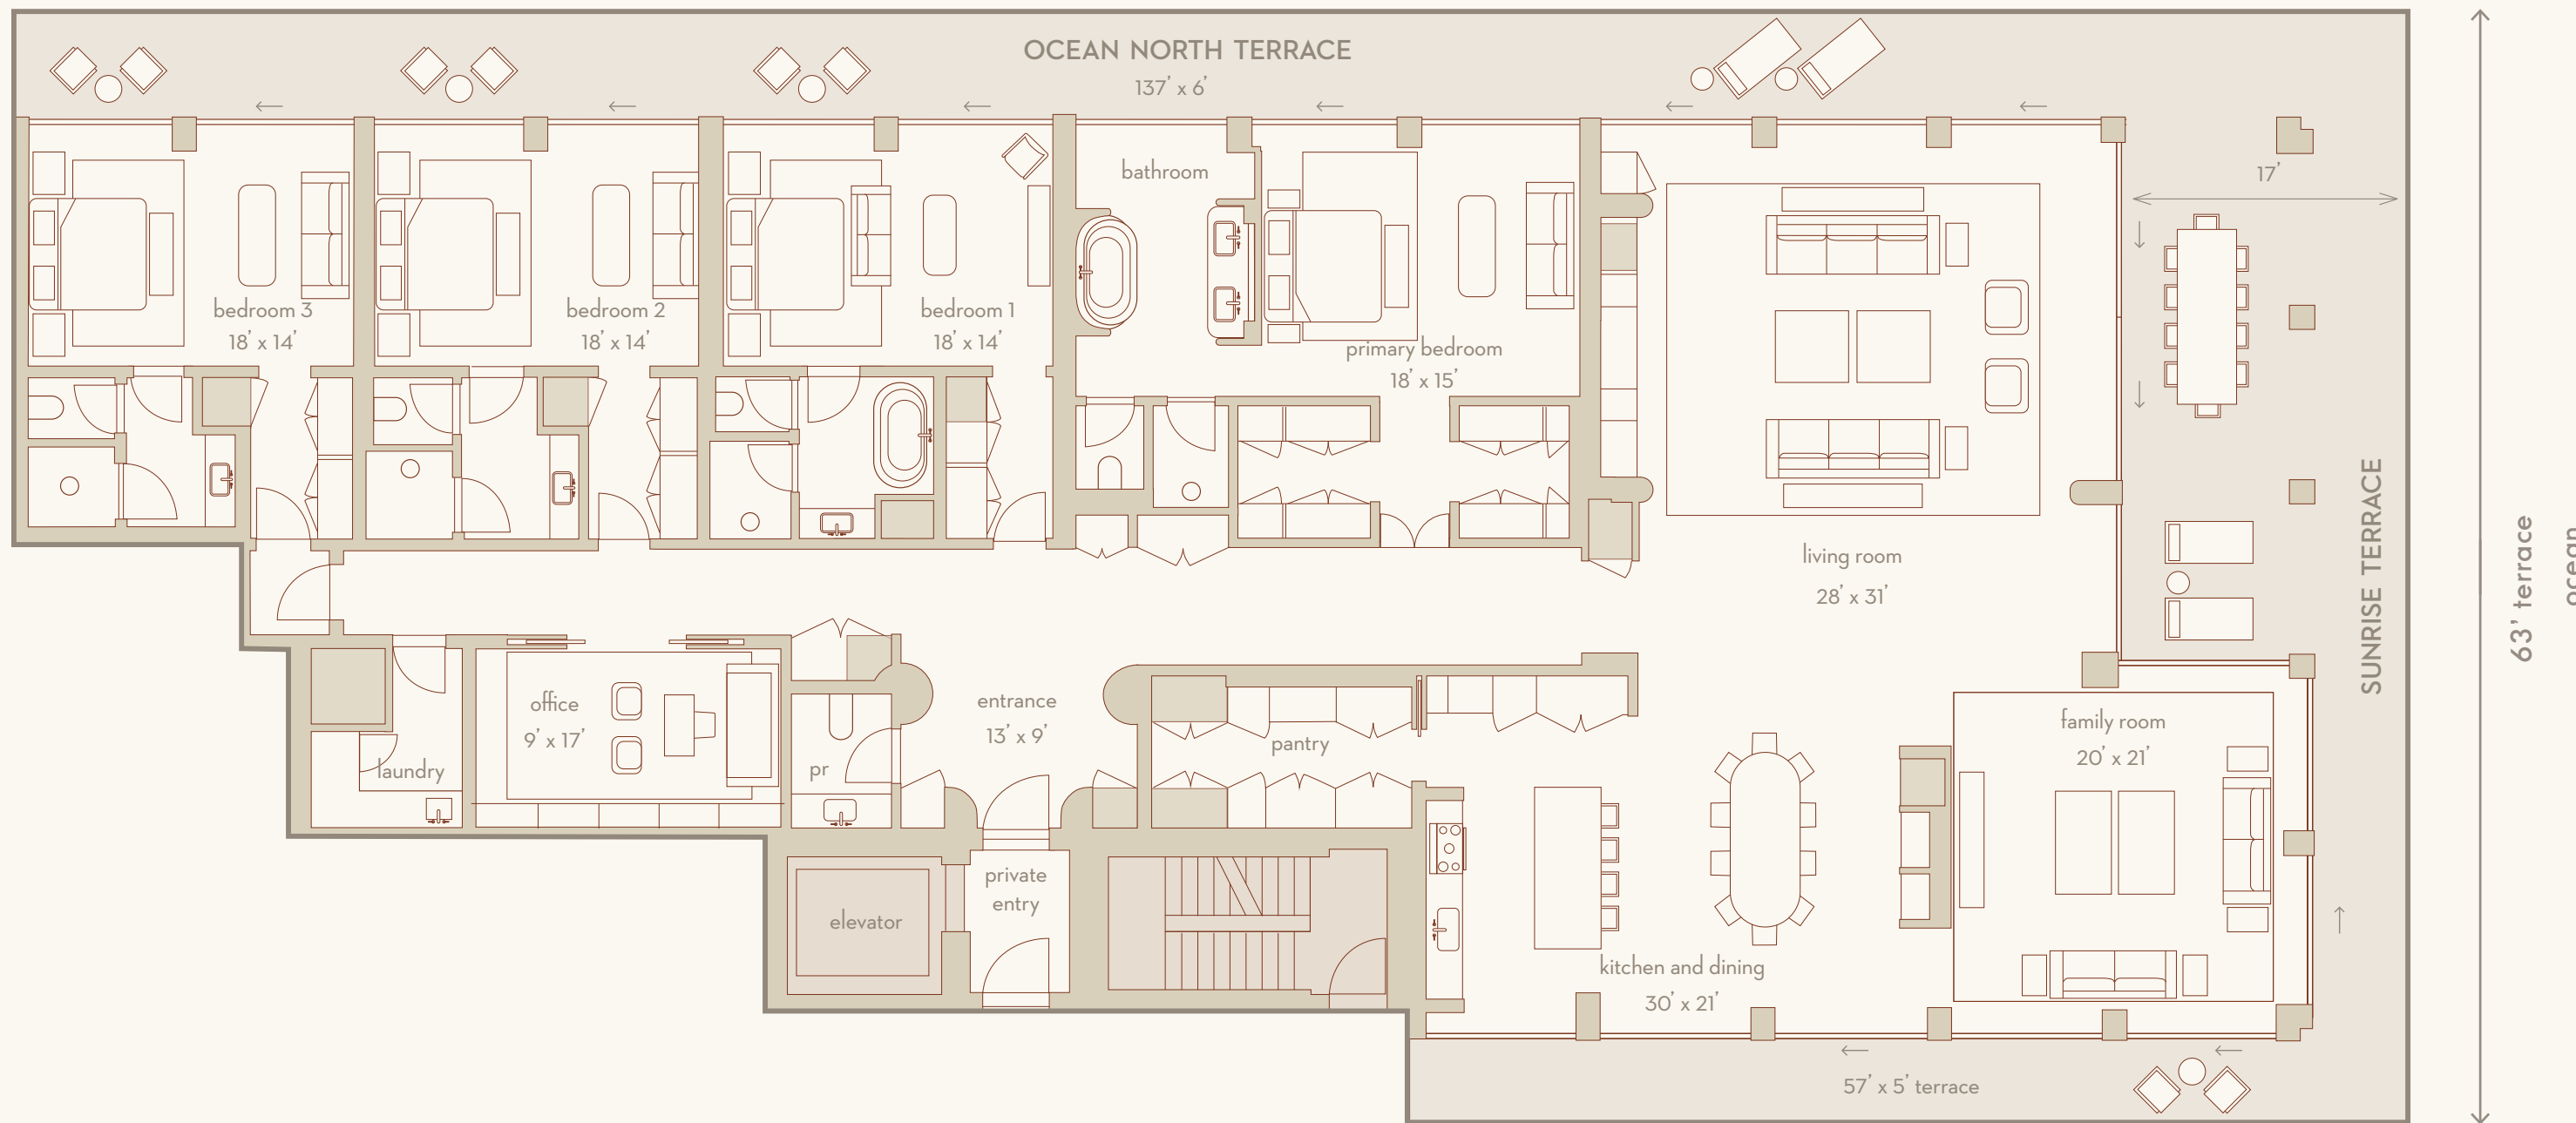 OCEAN NORTH TERRACE
137’ x 6’
17’
bathroom
bedroom 3
18’ x 14’
bedroom 2
18’ x 14’
bedroom 1
18’ x 14’
primary bedroom
18’ x 15’
living room
28’ x 31’
SUNRISE TERRACE
63’ terrace
ocean
office
9’ x 17’
laundry
pr
entrance
13’ x 9’
pantry
family room
20’ x 21’
elevator
private
entry
kitchen and dining
30’ x 21’
57’ x 5’ terrace